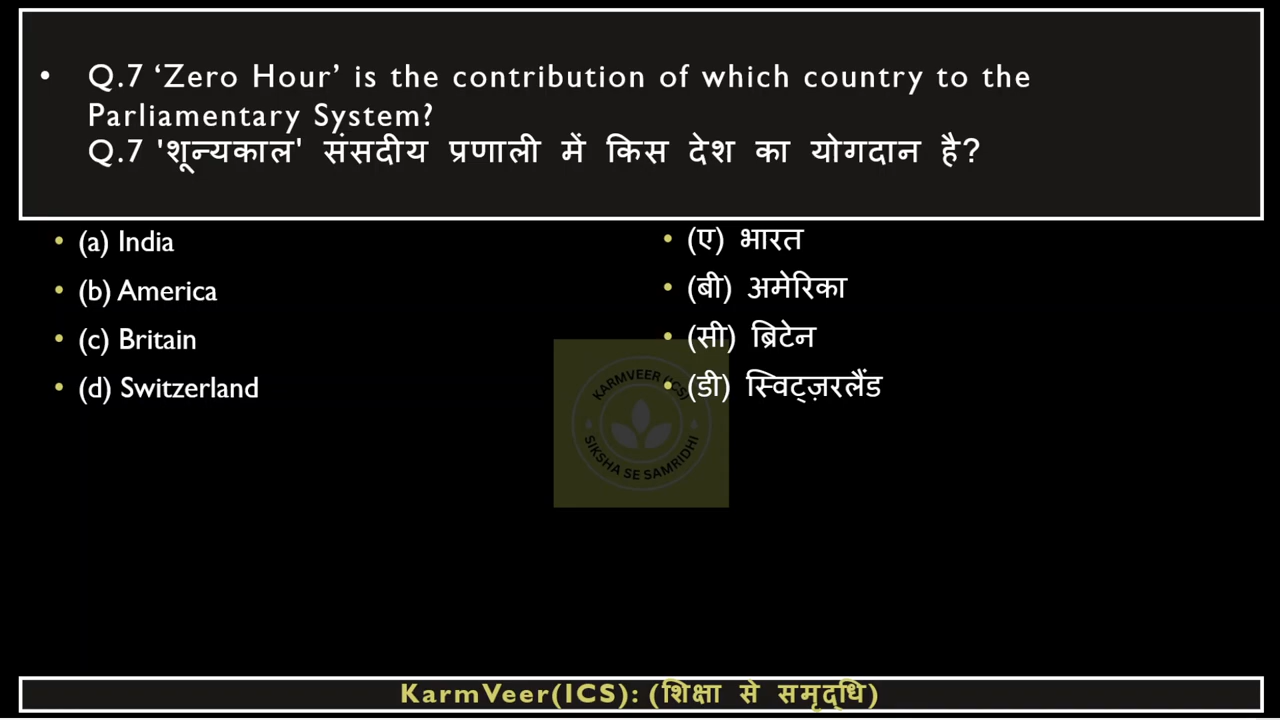 • Q.7 ‘Zero Hour’ is the contribution of which country to the
Parliamentary System?
Q.7 'शून्यकाल' संसदीय प्रणाली में किस देश का योगदान है?
• (a) India
• (b) America
• (c) Britain
• (d) Switzerland
• (ए) भारत
• (बी) अमेरिका
• (सी) ब्रिटेन
• (डी) स्विट्ज़रलैंड
KARMVEER (ICS)
SIKSHA SE SAMRIDHI
KarmVeer(ICS): (शिक्षा से समृद्धि)